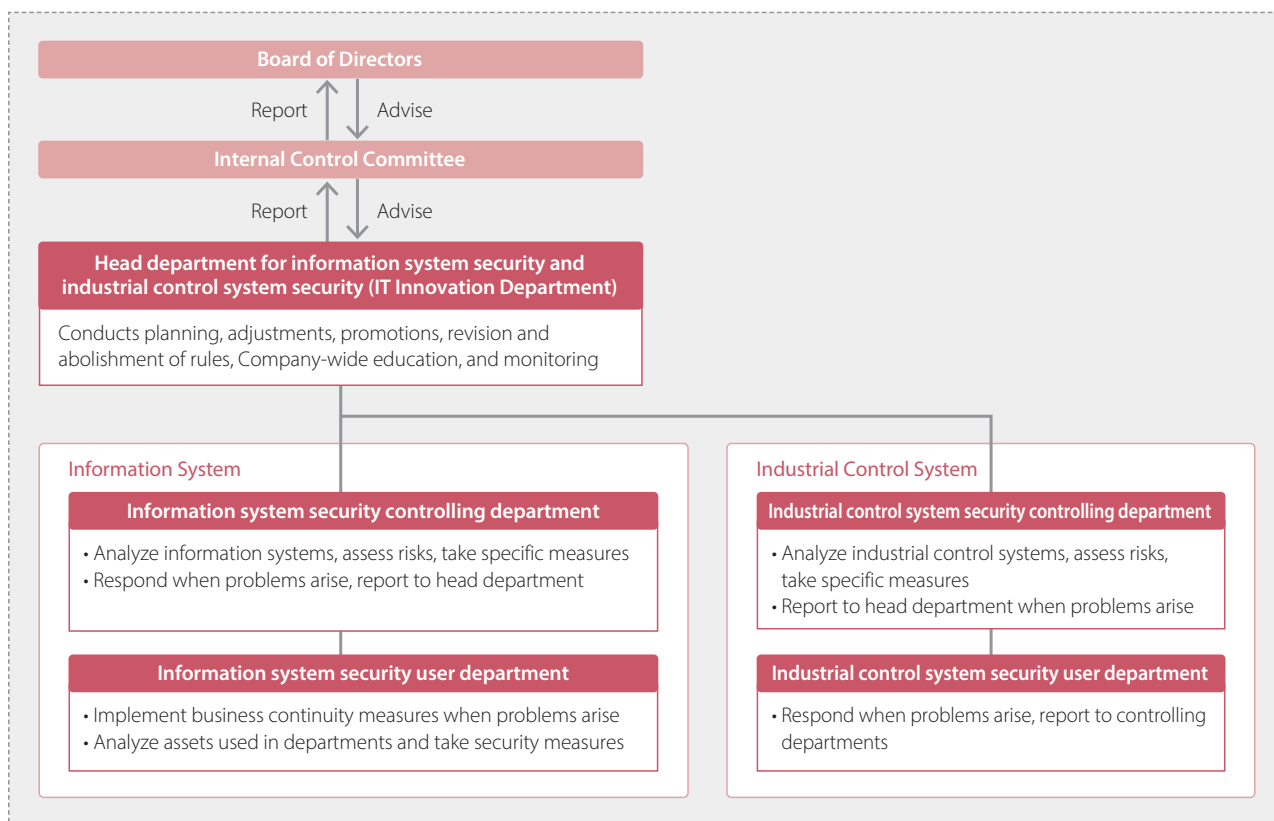 Board of Directors
Report
Advise
Internal Control Committee
Report
Advise
Head department for information system security and
industrial control system security (IT Innovation Department)
Conducts planning, adjustments, promotions, revision and
abolishment of rules, Company-wide education, and monitoring
Information System
Information system security controlling department
• Analyze information systems, assess risks, take specific measures
• Respond when problems arise, report to head department
Information system security user department
• Implement business continuity measures when problems arise
• Analyze assets used in departments and take security measures
Industrial Control System
Industrial control system security controlling department
• Analyze industrial control systems, assess risks,
take specific measures
• Report to head department when problems arise
Industrial control system security user department
• Respond when problems arise, report to controlling
departments